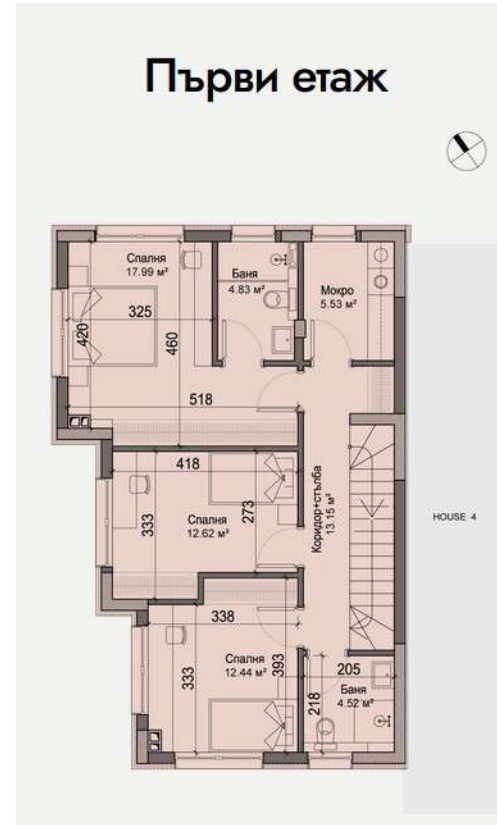 Първи етаж
Спалня
17.99 м²
Баня
4.83 м²
Мокро
5.53 м²
325
420
460
518
418
Коридор+стълба
13.15 м²
HOUSE 4
333
273
Спалня
12.62 м²
338
Спалня
12.44 м²
333
393
205
218
Баня
4.52 м²